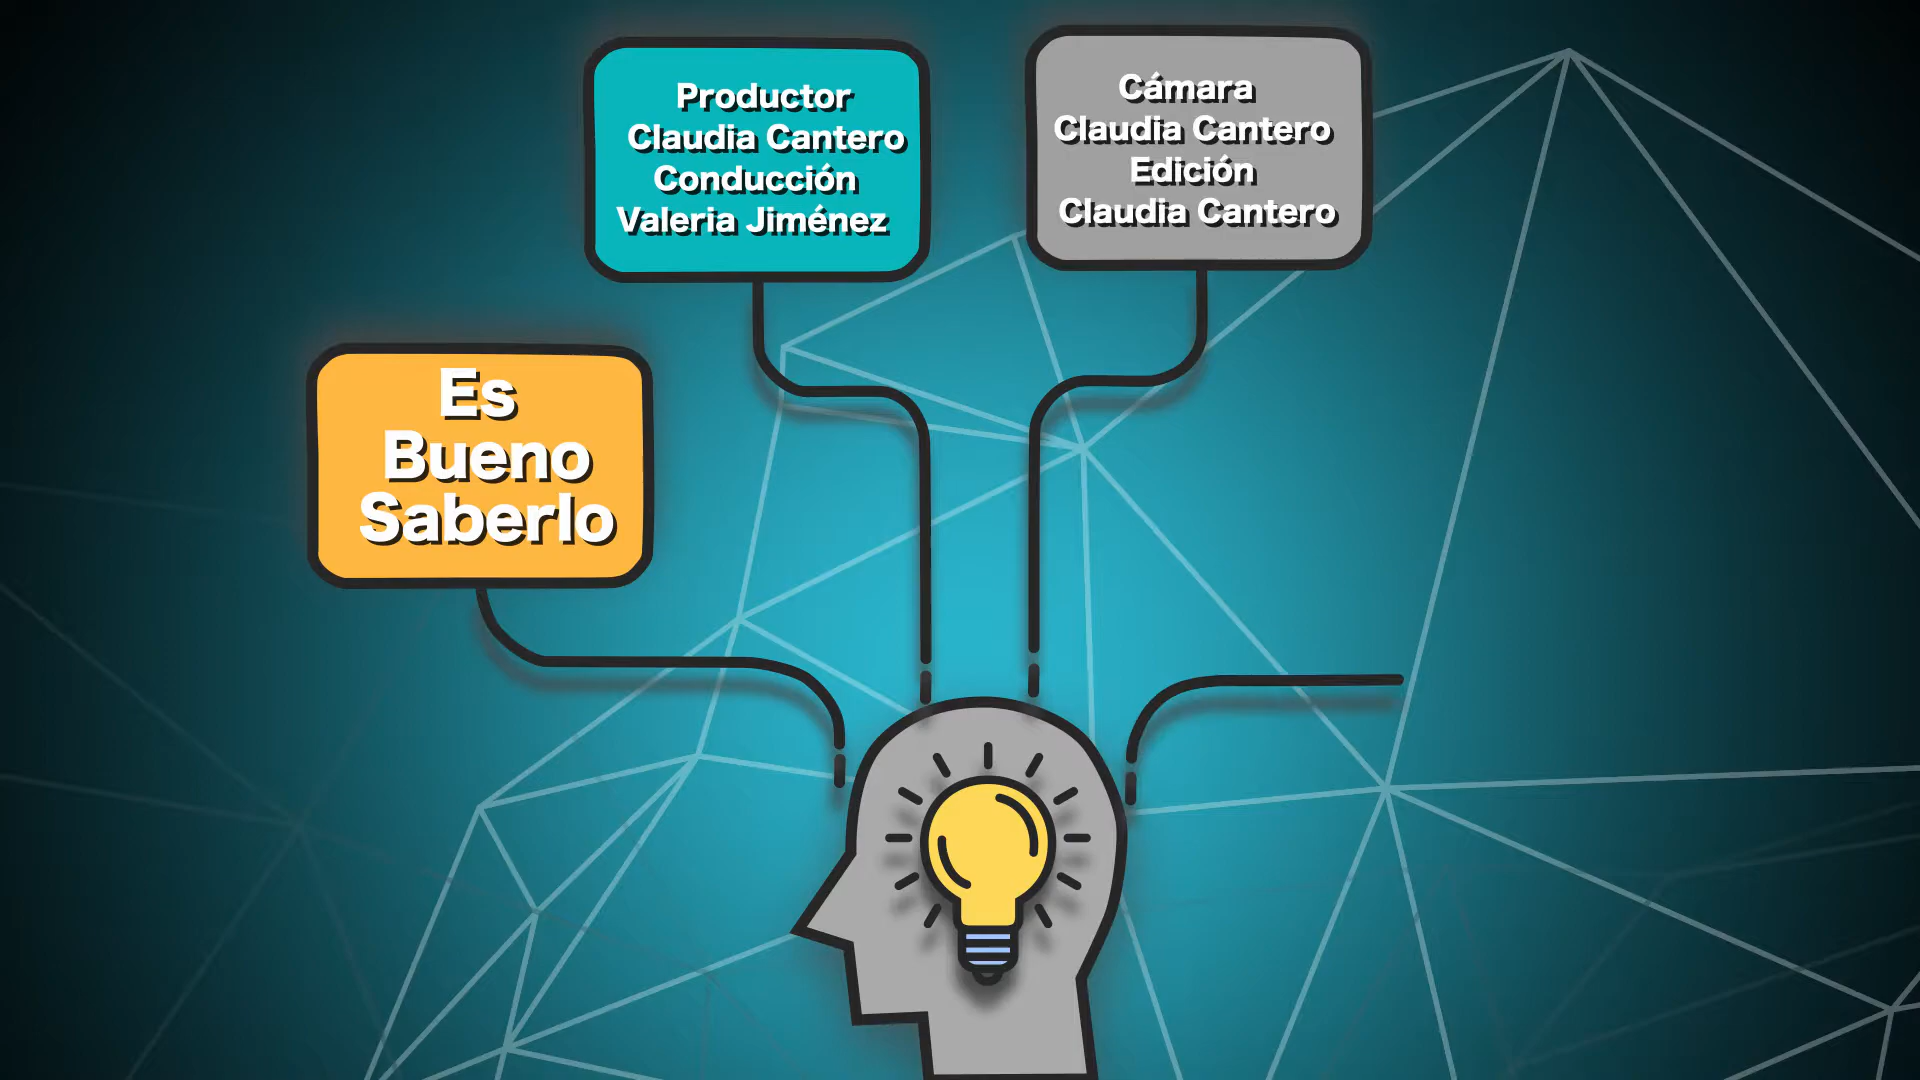 Es
Bueno
Saberlo
Productor
Claudia Cantero
Conducción
Valeria Jiménez
Cámara
Claudia Cantero
Edición
Claudia Cantero